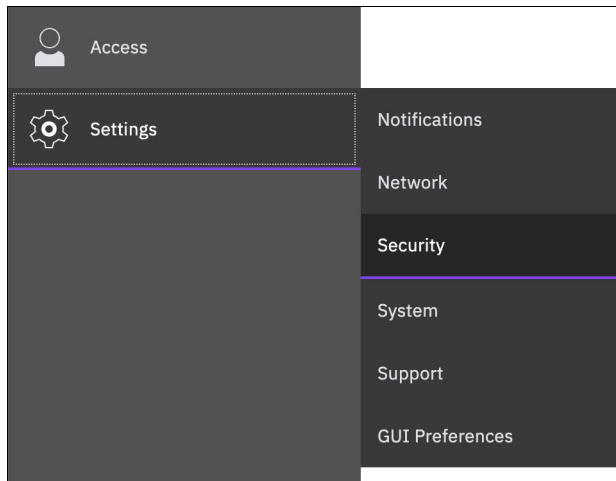 Access
Settings
Notifications
Network
Security
System
Support
GUI Preferences